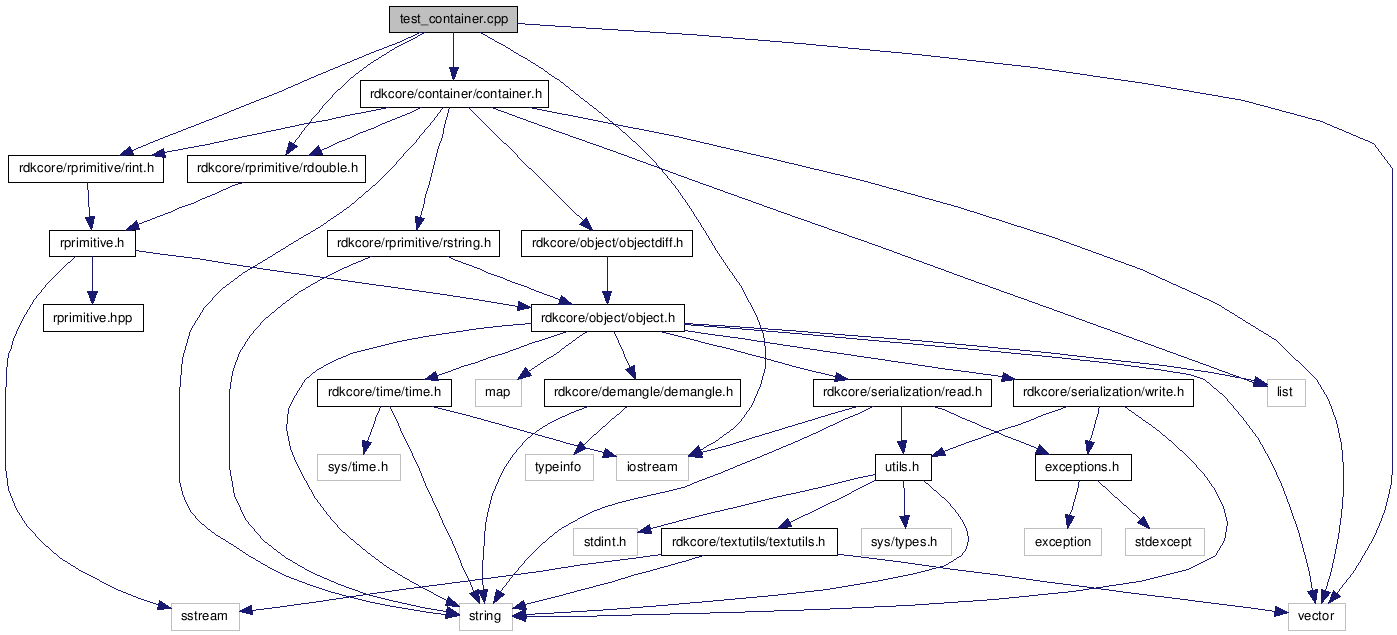 test_container.cpp
rdkcore/container/container.h
rdkcore/rprimitive/rint.h
rdkcore/rprimitive/rdouble.h
rprimitive.h
rdkcore/rprimitive/rstring.h
rdkcore/object/objectdiff.h
rprimitive.hpp
rdkcore/object/object.h
rdkcore/time/time.h
map
rdkcore/demangle/demangle.h
rdkcore/serialization/read.h
rdkcore/serialization/write.h
list
sys/time.h
typeinfo
iostream
utils.h
exceptions.h
stdint.h
rdkcore/textutils/textutils.h
sys/types.h
exception
stdexcept
sstream
string
vector